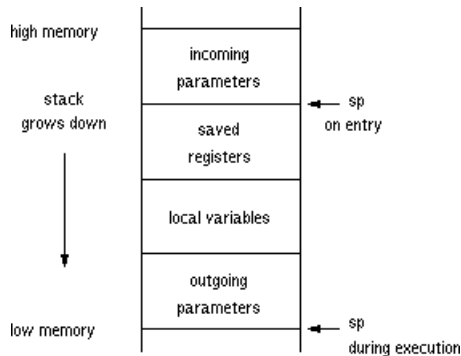 high memory
incoming
parameters
stack
grows down
sp
on entry
saved
registers
local variables
outgoing
parameters
low memory
sp
during execution